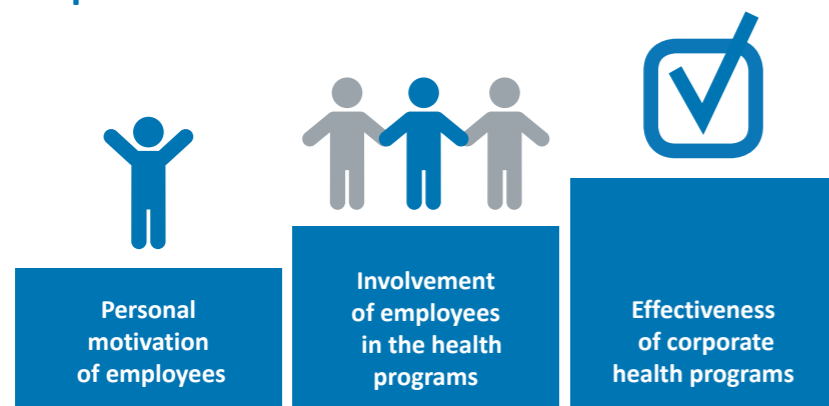 Personal
motivation
of employees
Involvement
of employees
in the health
programs
Effectiveness
of corporate
health programs